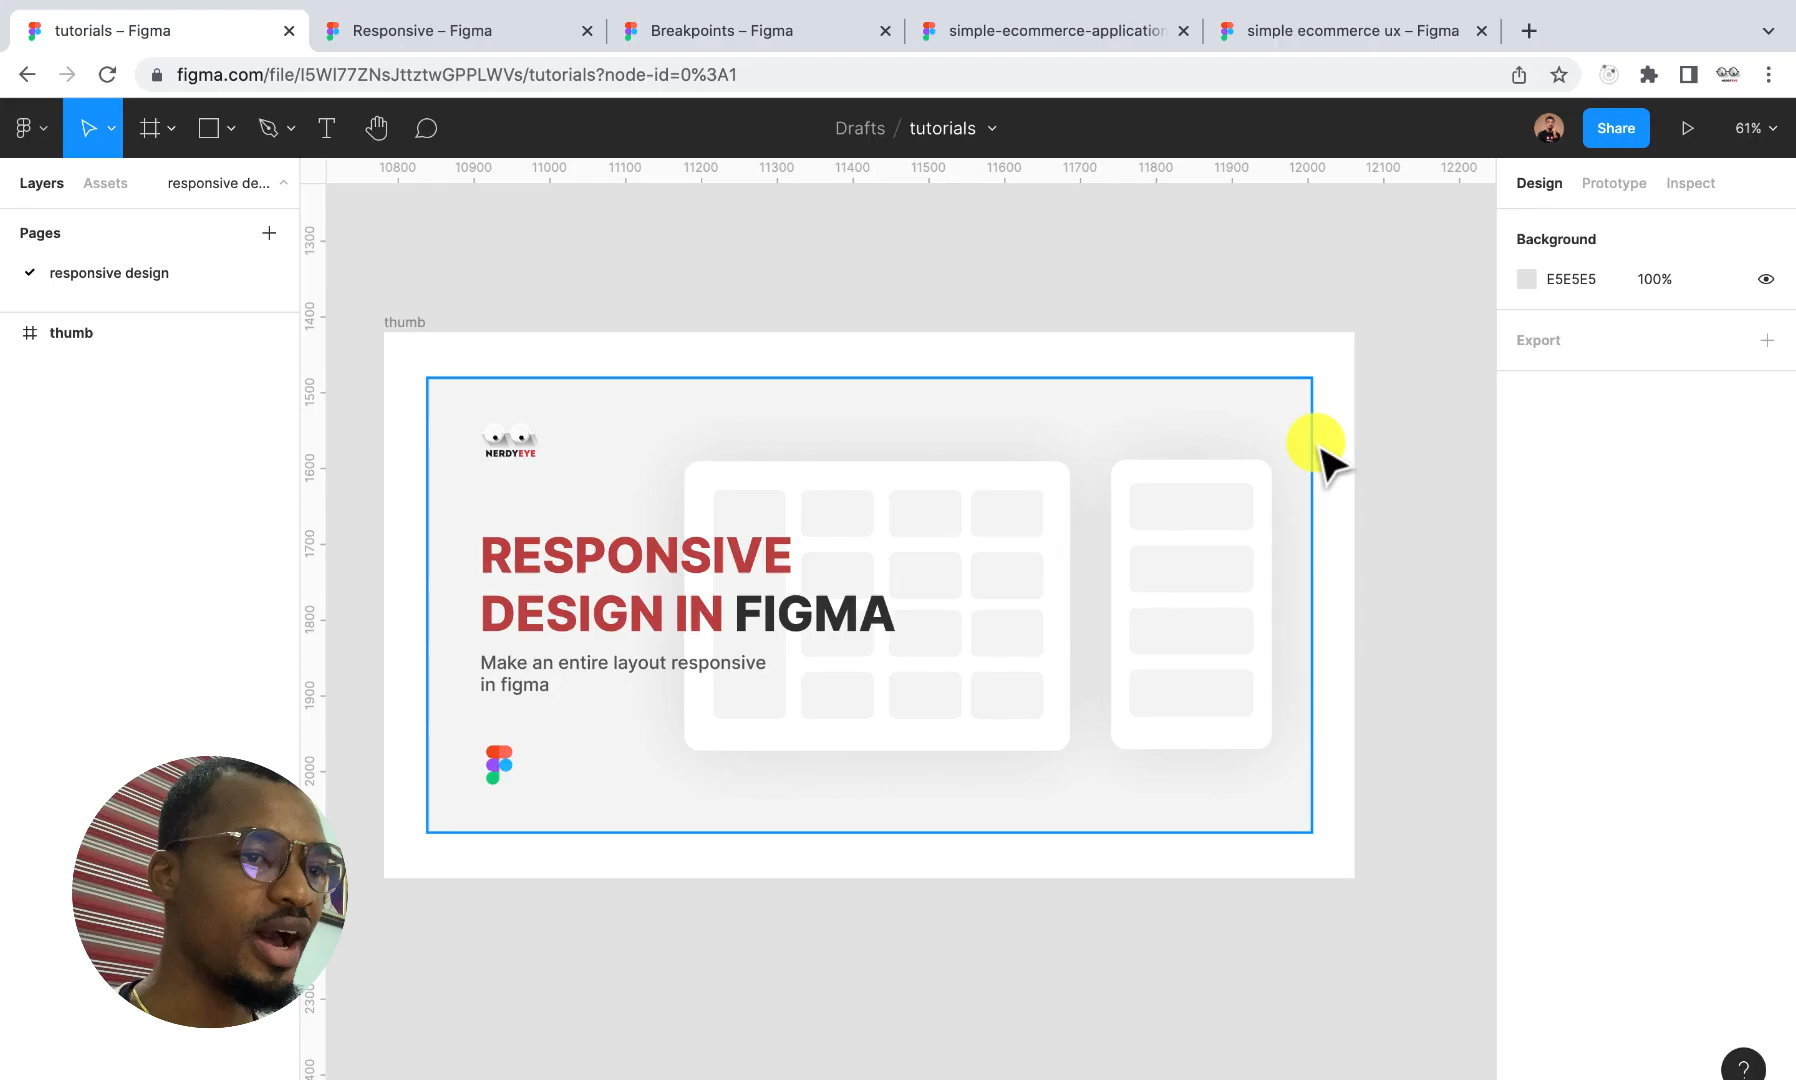 tutorials – Figma
Responsive – Figma
Breakpoints – Figma
simple-ecommerce-application
simple ecommerce ux – Figma
figma.com/file/I5WI77ZNsJttztwGPPLWVs/tutorials?node-id=0%3A1
Drafts / tutorials
Share
61%
Layers
Assets
responsive de...
10800 10900 11000 11100 11200 11300 11400 11500 11600 11700 11800 11900 12000 12100 12200
Design
Prototype
Inspect
Pages
responsive design
thumb
1300
1400
1500
1600
1700
1800
1900
2000
2300
400
thumb
NERDYEYE
RESPONSIVE
DESIGN IN FIGMA
Make an entire layout responsive
in figma
Background
E5E5E5 100%
Export
?